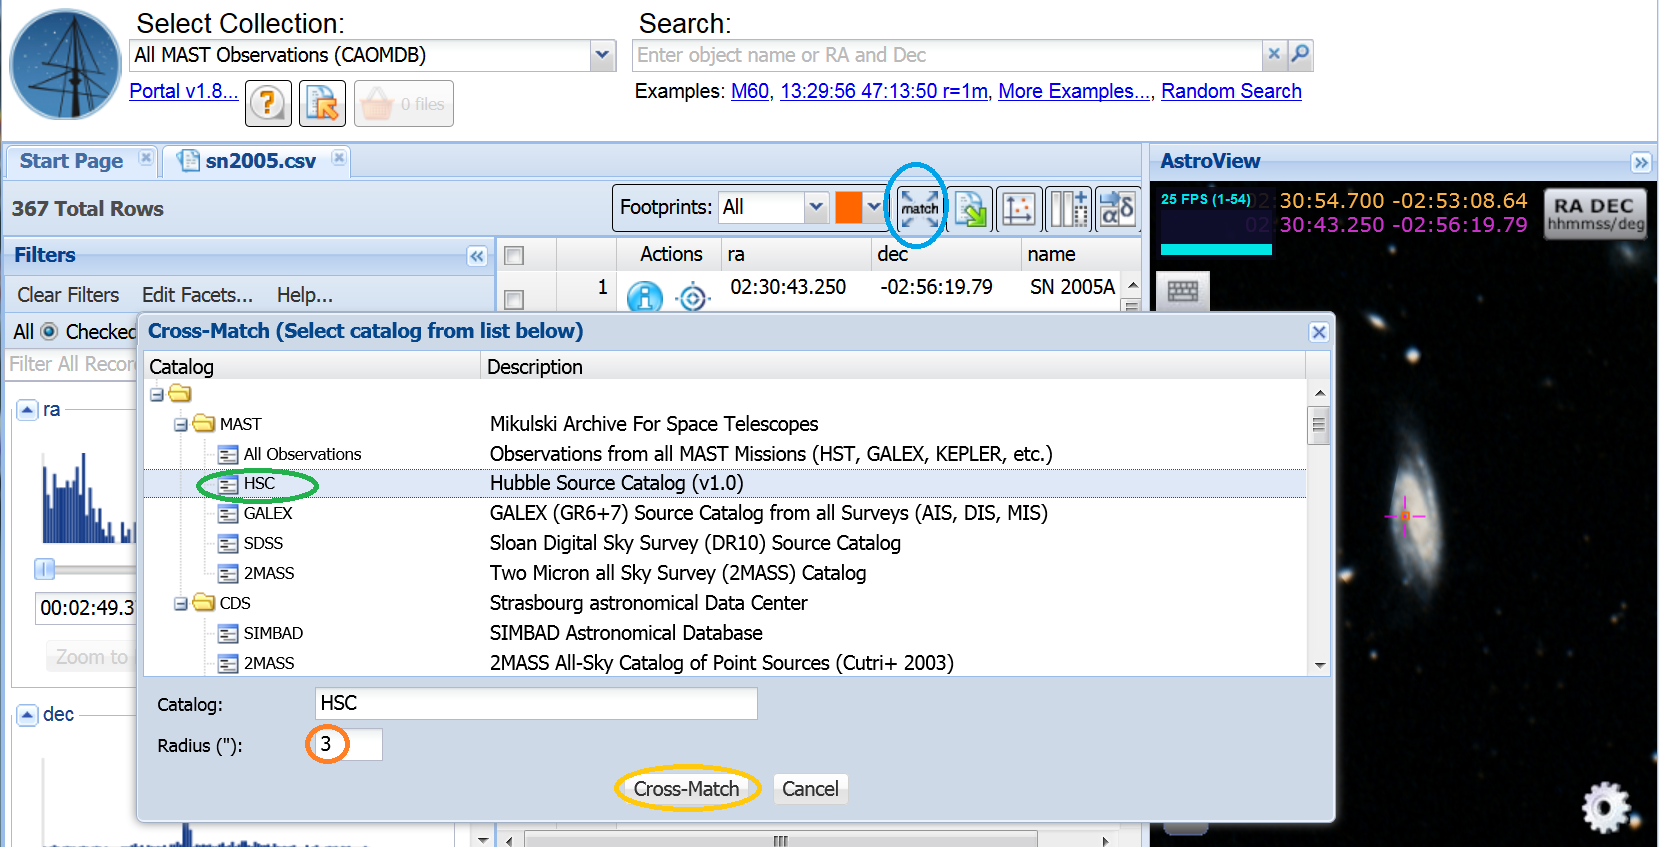 Select Collection:
Search:
All MAST Observations (CAOMDB)
Enter object name or RA and Dec
Portal v1.8...
0 files
Examples: M60, 13:29:56 47:13:50 r=1m, More Examples..., Random Search
Start Page
sn2005.csv
AstroView
367 Total Rows
Footprints: All
match
αδ
25 FPS (1-54)
02:30:54.700 -02:53:08.64
02:30:43.250 -02:56:19.79
RA DEC
hhmmss/deg
Filters
Actions ra dec name
Clear Filters Edit Facets... Help...
1 02:30:43.250 -02:56:19.79 SN 2005A
All Checked
Filter All Recor
Cross-Match (Select catalog from list below)
Catalog Description
MAST Mikulski Archive For Space Telescopes
All Observations Observations from all MAST Missions (HST, GALEX, KEPLER, etc.)
HSC Hubble Source Catalog (v1.0)
GALEX GALEX (GR6+7) Source Catalog from all Surveys (AIS, DIS, MIS)
SDSS Sloan Digital Sky Survey (DR10) Source Catalog
2MASS Two Micron all Sky Survey (2MASS) Catalog
CDS Strasbourg astronomical Data Center
SIMBAD SIMBAD Astronomical Database
2MASS 2MASS All-Sky Catalog of Point Sources (Cutri+ 2003)
Catalog: HSC
Radius ("): 3
Cross-Match Cancel
ra
00:02:49.3
Zoom to
dec